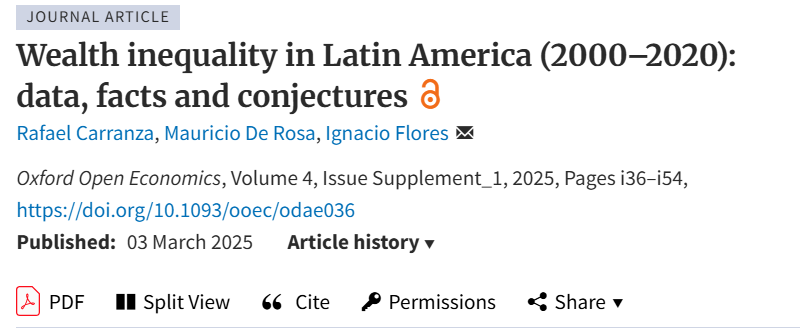 JOURNAL ARTICLE
Wealth inequality in Latin America (2000–2020):
data, facts and conjectures
Rafael Carranza, Mauricio De Rosa, Ignacio Flores
Oxford Open Economics, Volume 4, Issue Supplement_1, 2025, Pages i36–i54,
https://doi.org/10.1093/ooec/odae036
Published: 03 March 2025 Article history ▼
PDF Split View Cite Permissions Share ▼